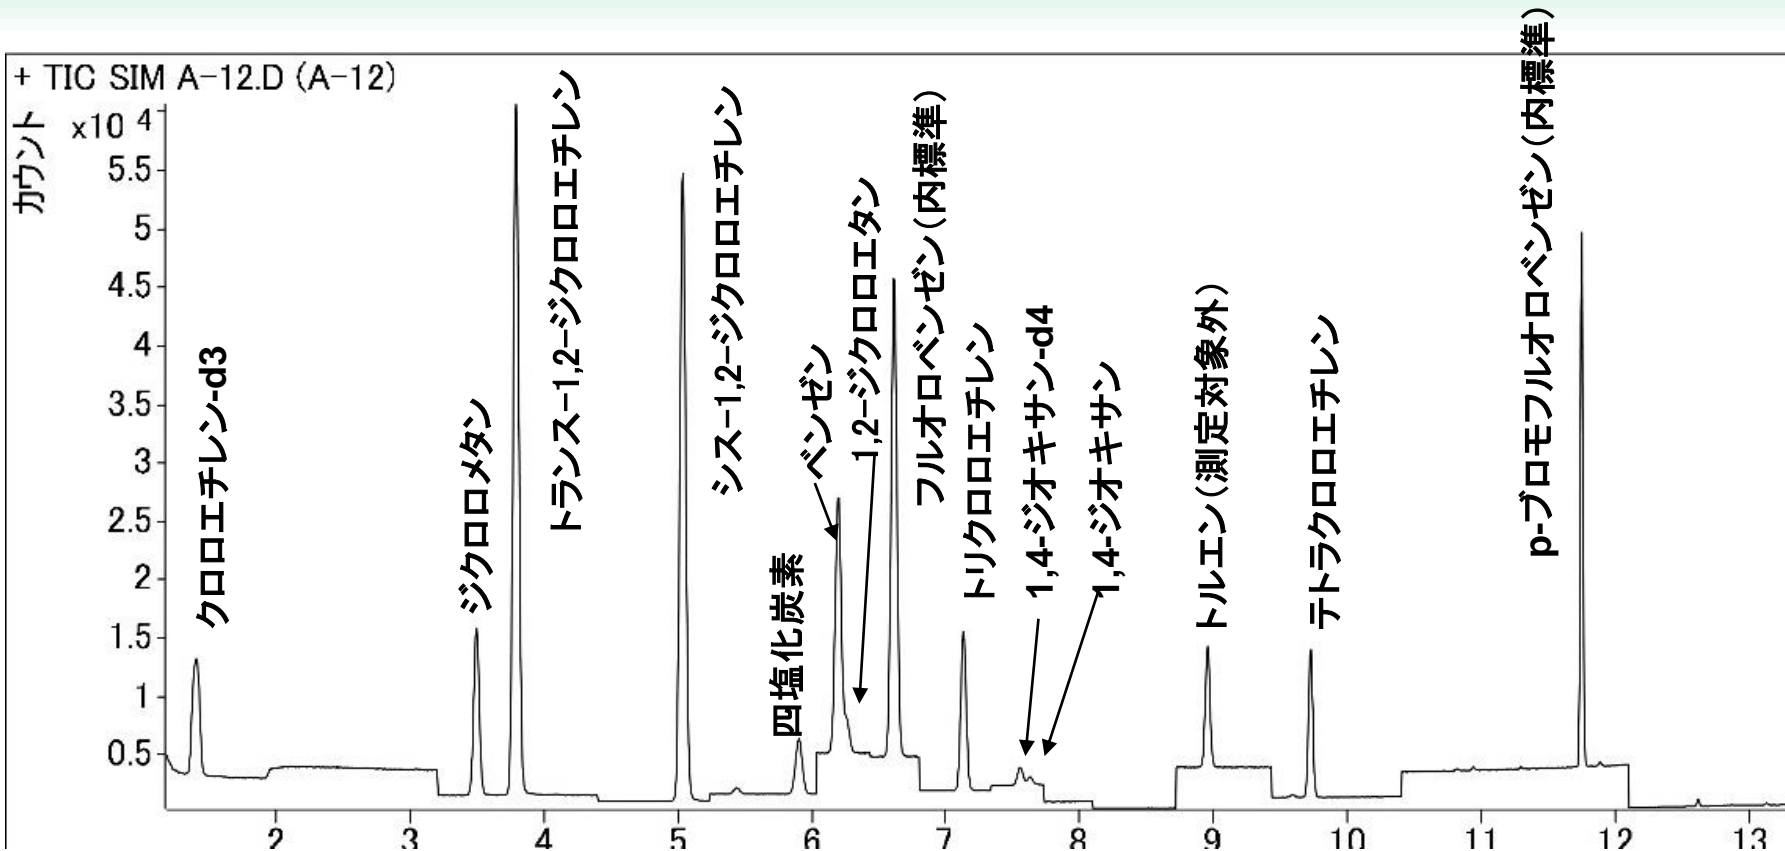 + TIC SIM A-12.D (A-12)
カウント
x10 4
5.5
5
4.5
4
3.5
3
2.5
2
1.5
1
0.5
クロロエチレン-d3
ジクロロメタン
トランス-1,2-ジクロロエチレン
シス-1,2-ジクロロエチレン
四塩化炭素
ベンゼン
1,2-ジクロロエタン
フルオロベンゼン(内標準)
トリクロロエチレン
1,4-ジオキサン-d4
1,4-ジオキサン
トルエン(測定対象外)
テトラクロロエチレン
p-ブロモフルオロベンゼン(内標準)
2 3 4 5 6 7 8 9 10 11 12 13